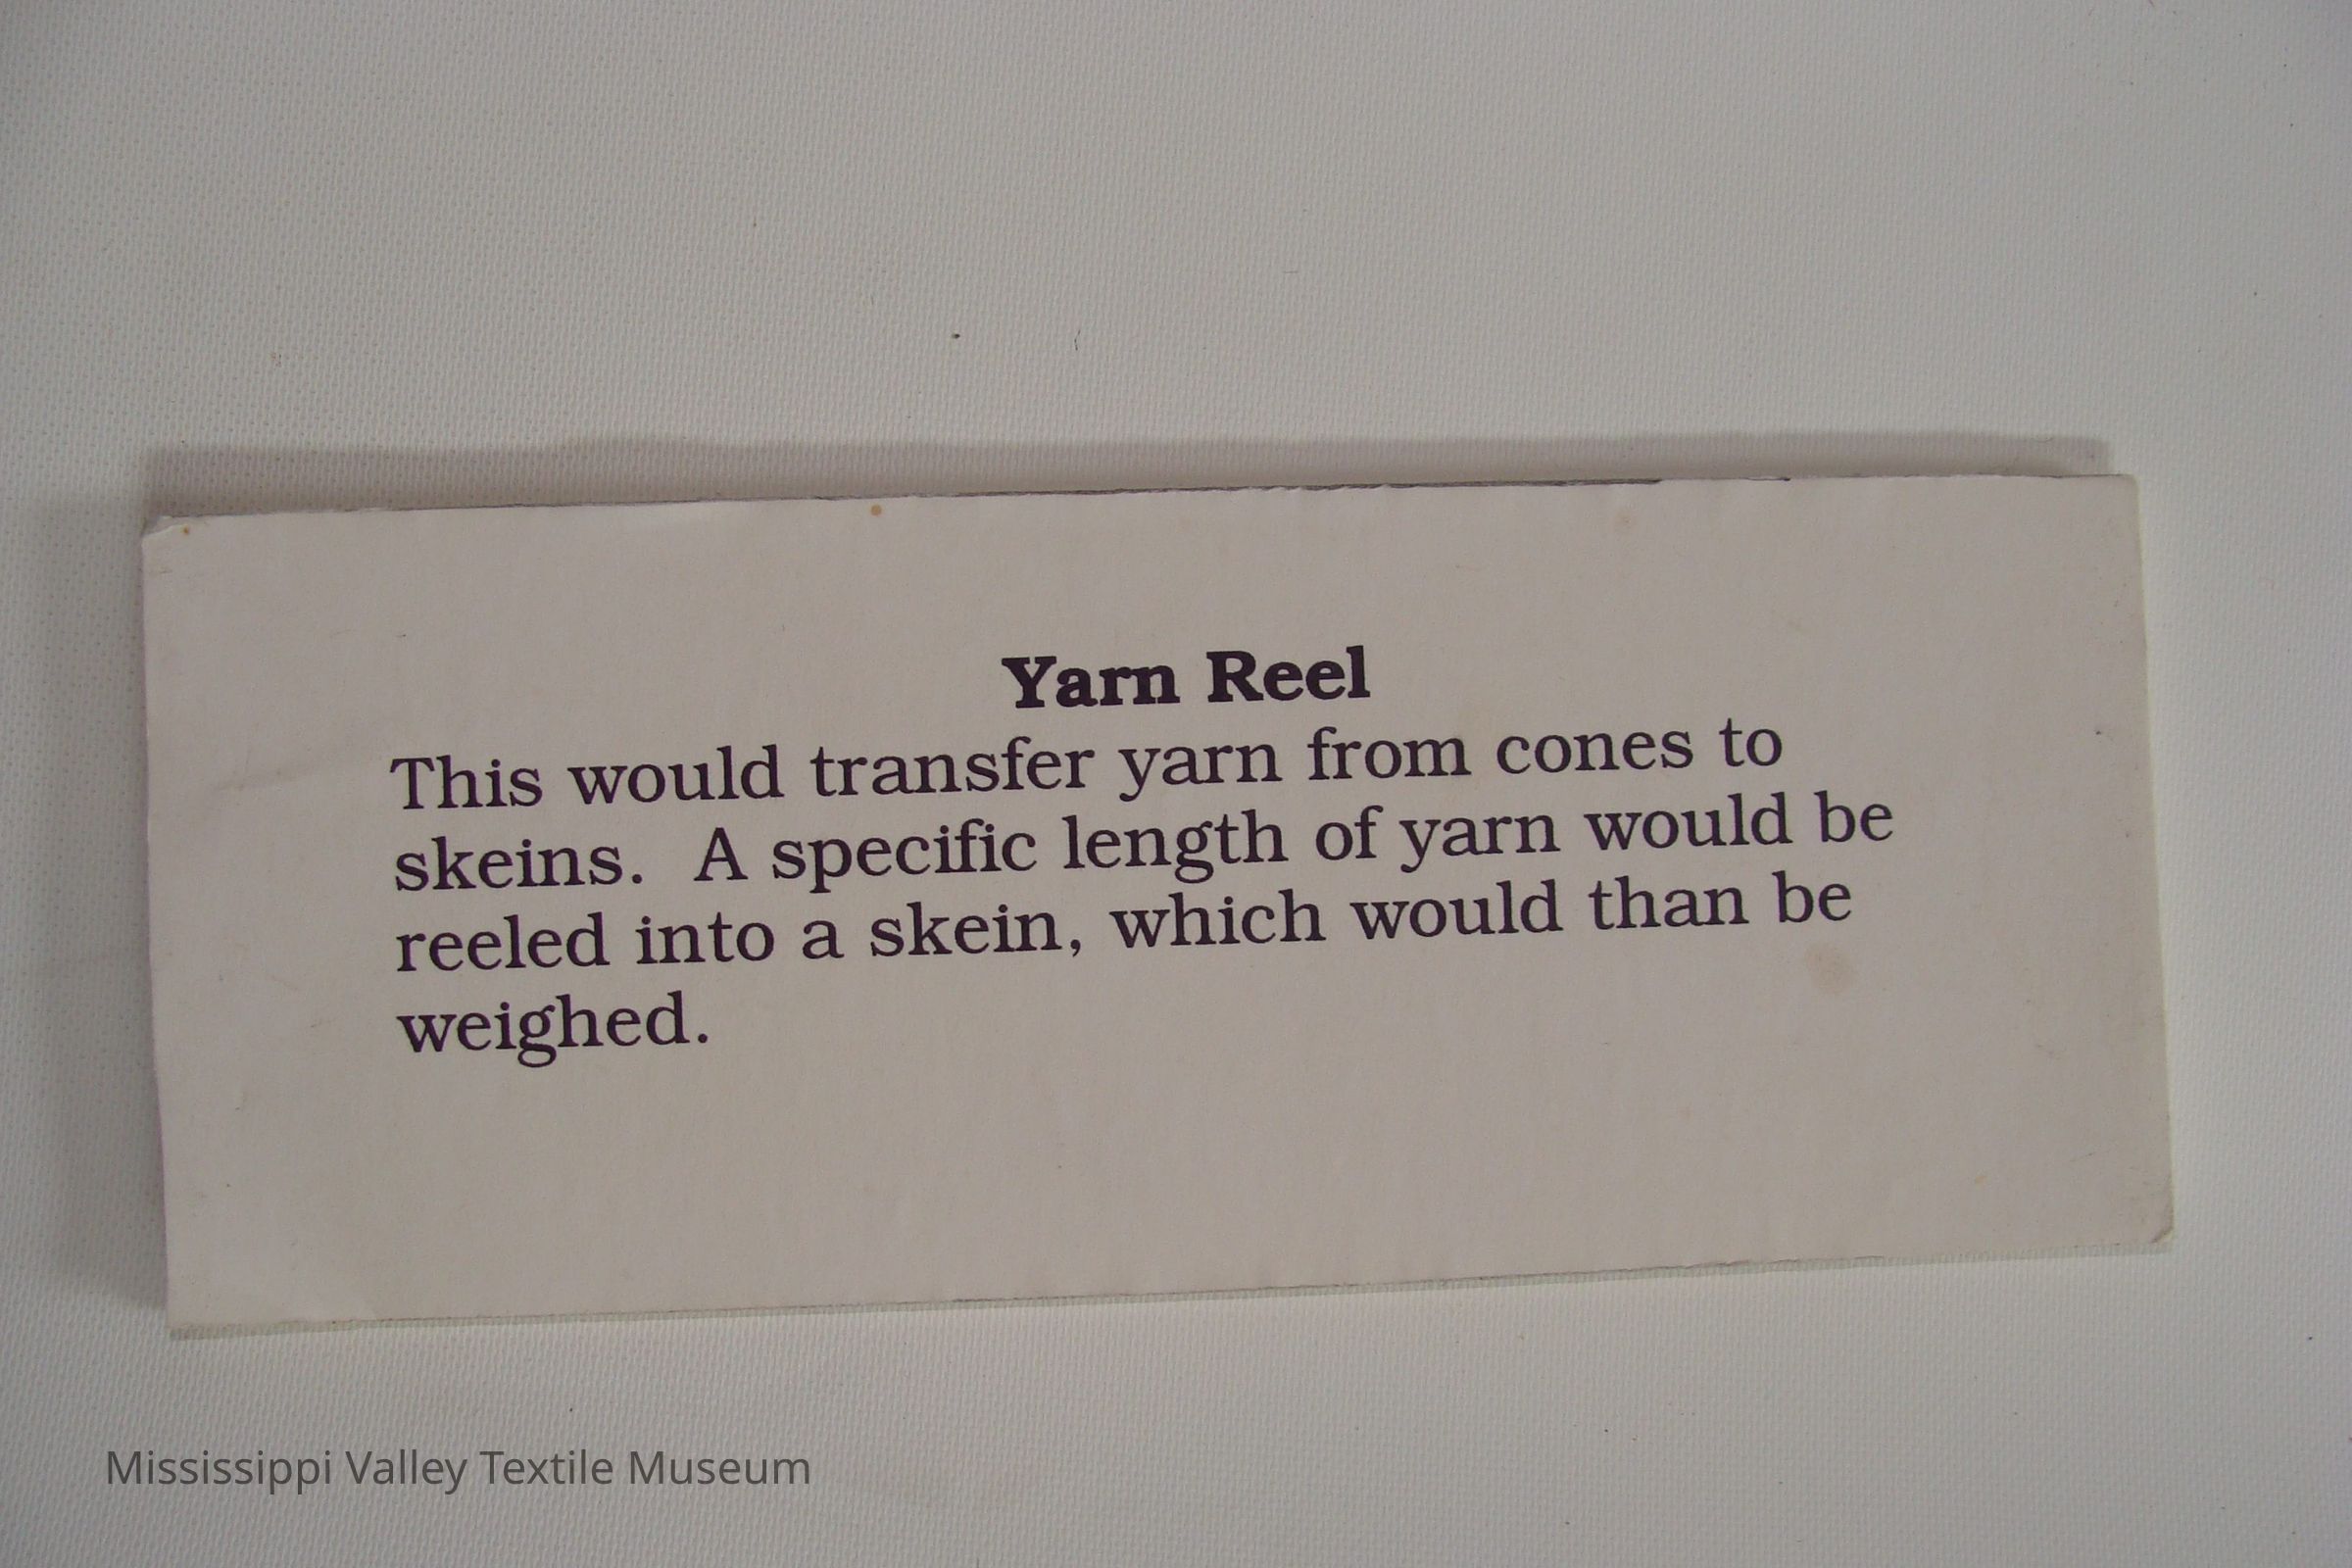 Yarn Reel
This would transfer yarn from cones to
skeins.  A specific length of yarn would be
reeled into a skein, which would than be
weighed.
Mississippi Valley Textile Museum